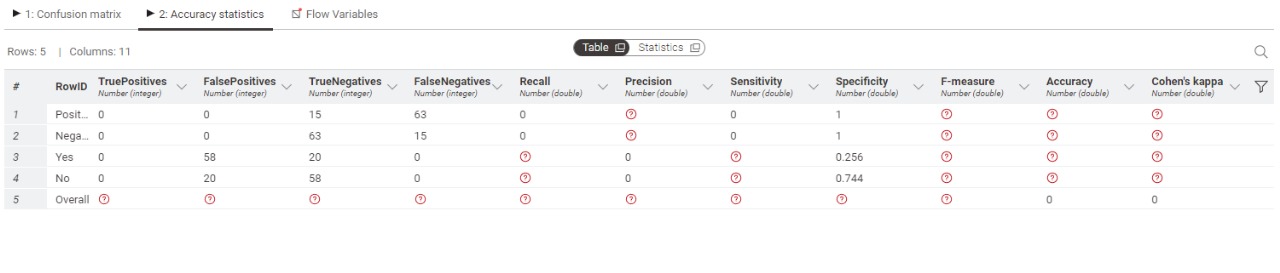 1: Confusion matrix 2: Accuracy statistics Flow Variables
Rows: 5 | Columns: 11 Table Statistics
# RowID TruePositives FalsePositives TrueNegatives FalseNegatives Recall Precision Sensitivity Specificity F-measure Accuracy Cohen's kappa
Number (integer) Number (integer) Number (integer) Number (integer) Number (double) Number (double) Number (double) Number (double) Number (double) Number (double) Number (double)
1 Posit... 0 0 15 63 0 ? 0 1 ? ? ?
2 Nega... 0 0 63 15 0 ? 0 1 ? ? ?
3 Yes 0 58 20 0 ? 0 ? 0.256 ? ? ?
4 No 0 20 58 0 ? 0 ? 0.744 ? ? ?
5 Overall ? ? ? ? ? ? ? ? ? 0 0